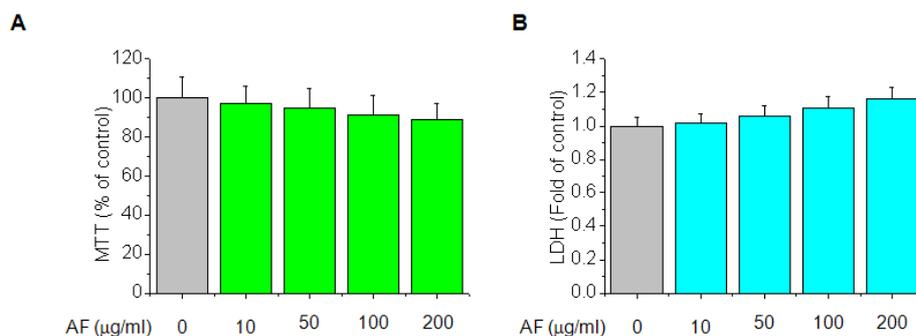 A
B
MTT (% of control)
120
100
80
60
40
20
0
AF (μg/ml) 0 10 50 100 200
LDH (Fold of control)
1.4
1.2
1.0
0.8
0.6
0.4
0.2
0.0
AF (μg/ml) 0 10 50 100 200